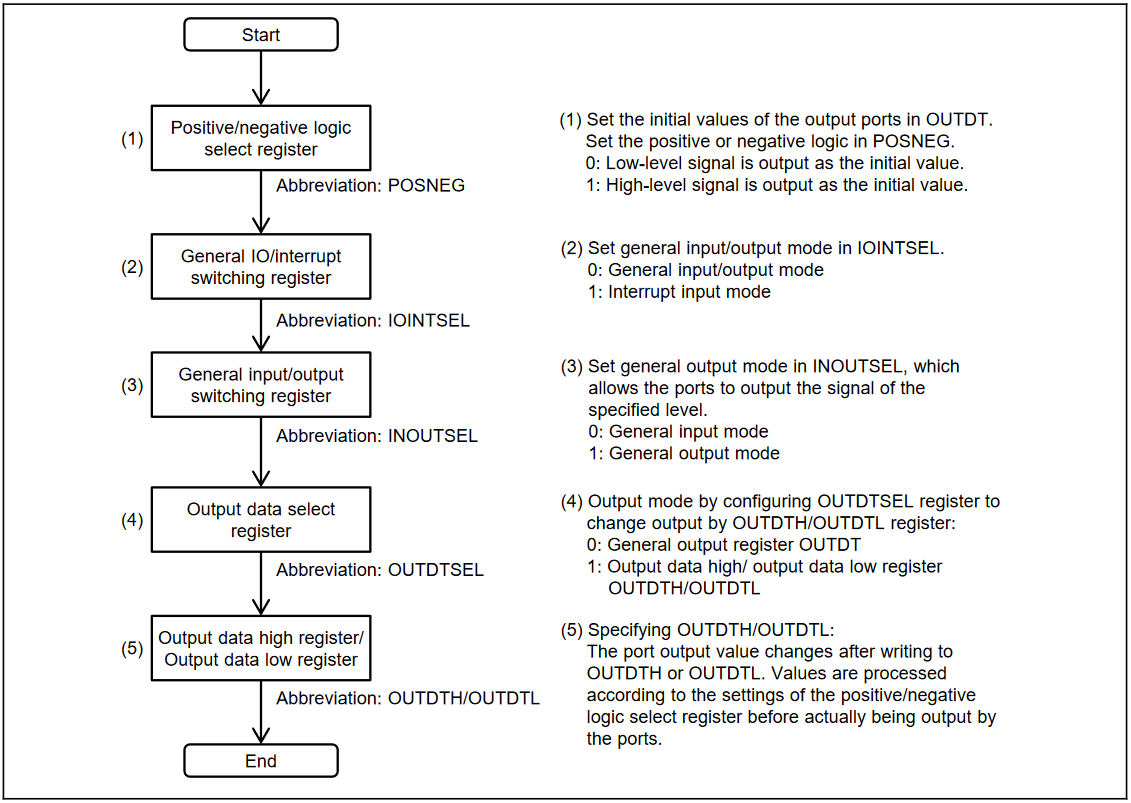 Start
(1)
Positive/negative logic
select register
Abbreviation: POSNEG
(1) Set the initial values of the output ports in OUTDT.
Set the positive or negative logic in POSNEG.
0: Low-level signal is output as the initial value.
1: High-level signal is output as the initial value.
(2)
General IO/interrupt
switching register
Abbreviation: IOINTSEL
(2) Set general input/output mode in IOINTSEL.
0: General input/output mode
1: Interrupt input mode
(3)
General input/output
switching register
Abbreviation: INOUTSEL
(3) Set general output mode in INOUTSEL, which
allows the ports to output the signal of the
specified level.
0: General input mode
1: General output mode
(4)
Output data select
register
Abbreviation: OUTDTSEL
(4) Output mode by configuring OUTDTSEL register to
change output by OUTDTH/OUTDTL register:
0: General output register OUTDT
1: Output data high/ output data low register
OUTDTH/OUTDTL
(5)
Output data high register/
Output data low register
Abbreviation: OUTDTH/OUTDTL
(5) Specifying OUTDTH/OUTDTL:
The port output value changes after writing to
OUTDTH or OUTDTL. Values are processed
according to the settings of the positive/negative
logic select register before actually being output by
the ports.
End